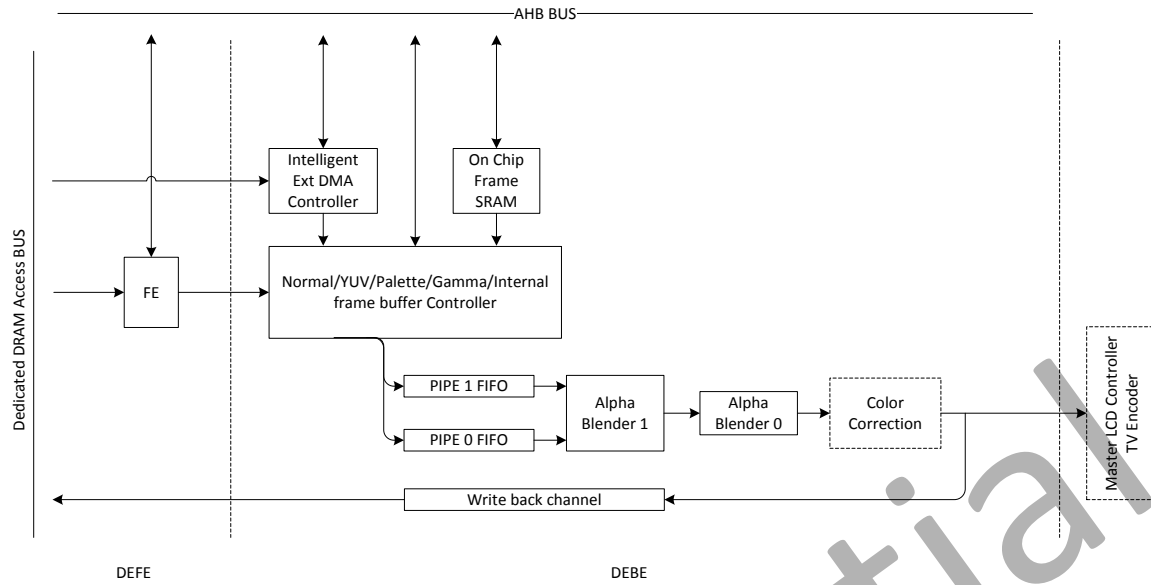 AHB BUS
Dedicated DRAM Access BUS
Intelligent
Ext DMA
Controller
On Chip
Frame
SRAM
FE
Normal/YUV/Palette/Gamma/Internal
frame buffer Controller
PIPE 1 FIFO
PIPE 0 FIFO
Alpha
Blender 1
Alpha
Blender 0
Color
Correction
Master LCD Controller
TV Encoder
Write back channel
DEFE
DEBE
tial